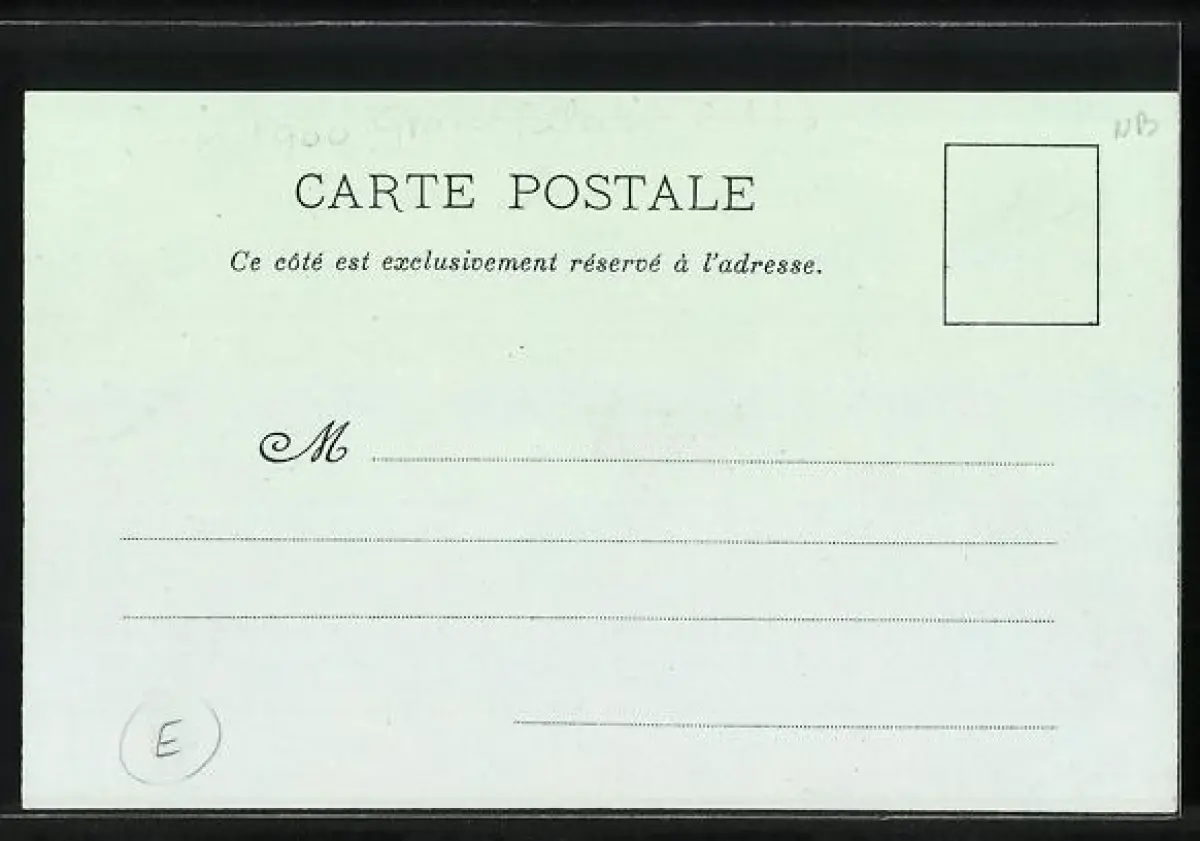 NB
CARTE POSTALE
Ce côté est exclusivement réservé à l'adresse.
M
E